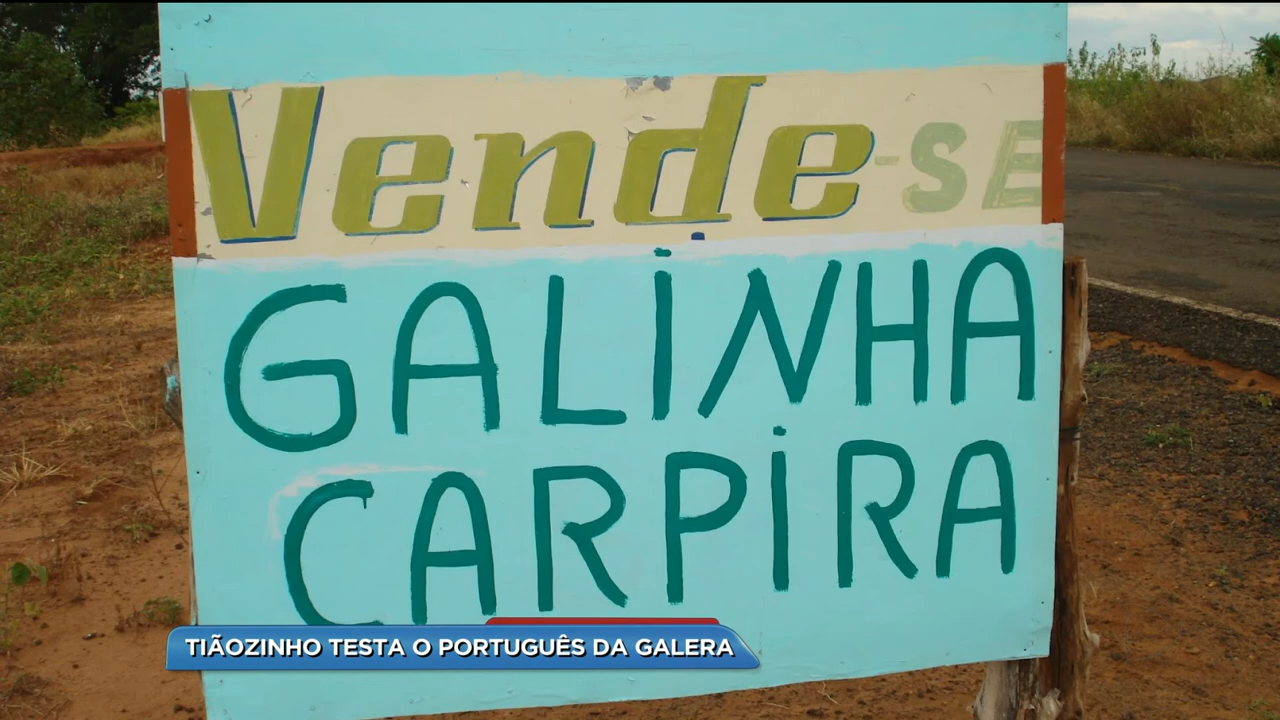 Vende-SE
GALiNHA
CARPiRA
TIÃOZINHO TESTA O PORTUGUÊS DA GALERA